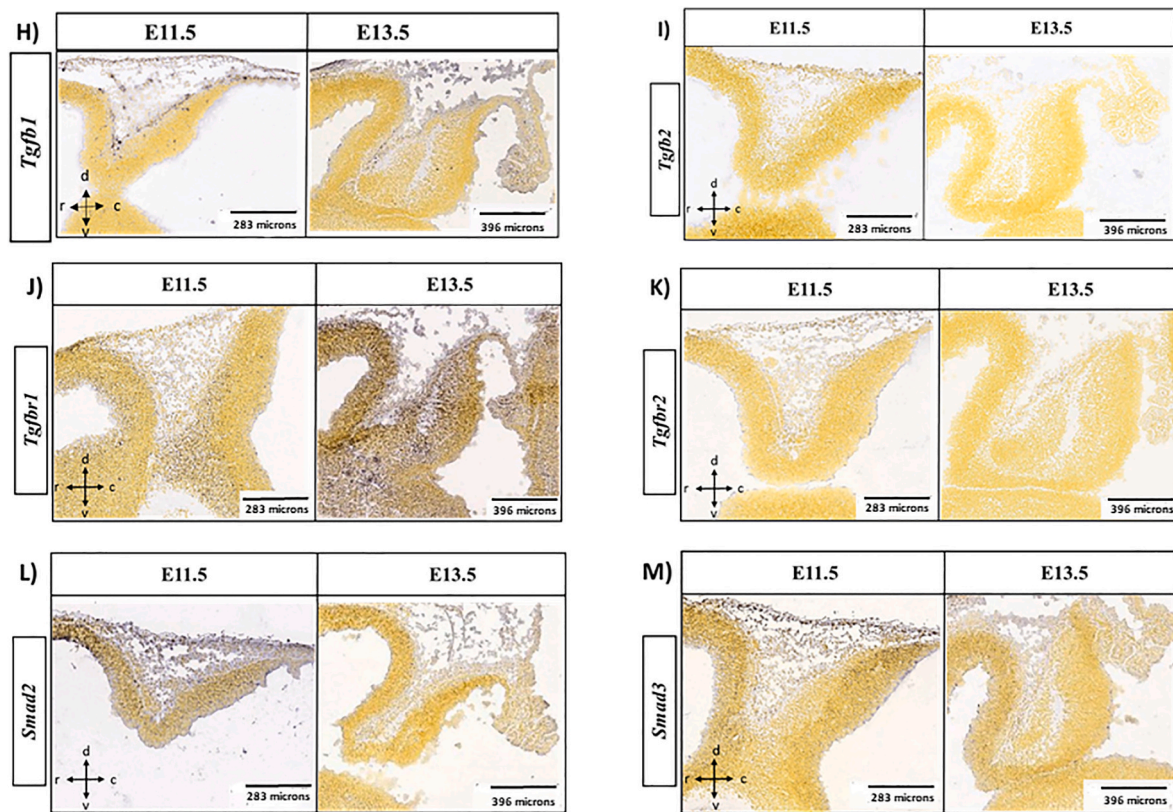 H)
E11.5
E13.5
Tgfb1
d
r
c
v
283 microns
396 microns
I)
E11.5
E13.5
Tgfb2
d
r
c
v
283 microns
396 microns
J)
E11.5
E13.5
Tgfbr1
d
r
c
v
283 microns
396 microns
K)
E11.5
E13.5
Tgfbr2
d
r
c
v
283 microns
396 microns
L)
E11.5
E13.5
Smad2
d
r
c
v
283 microns
396 microns
M)
E11.5
E13.5
Smad3
d
r
c
v
283 microns
396 microns